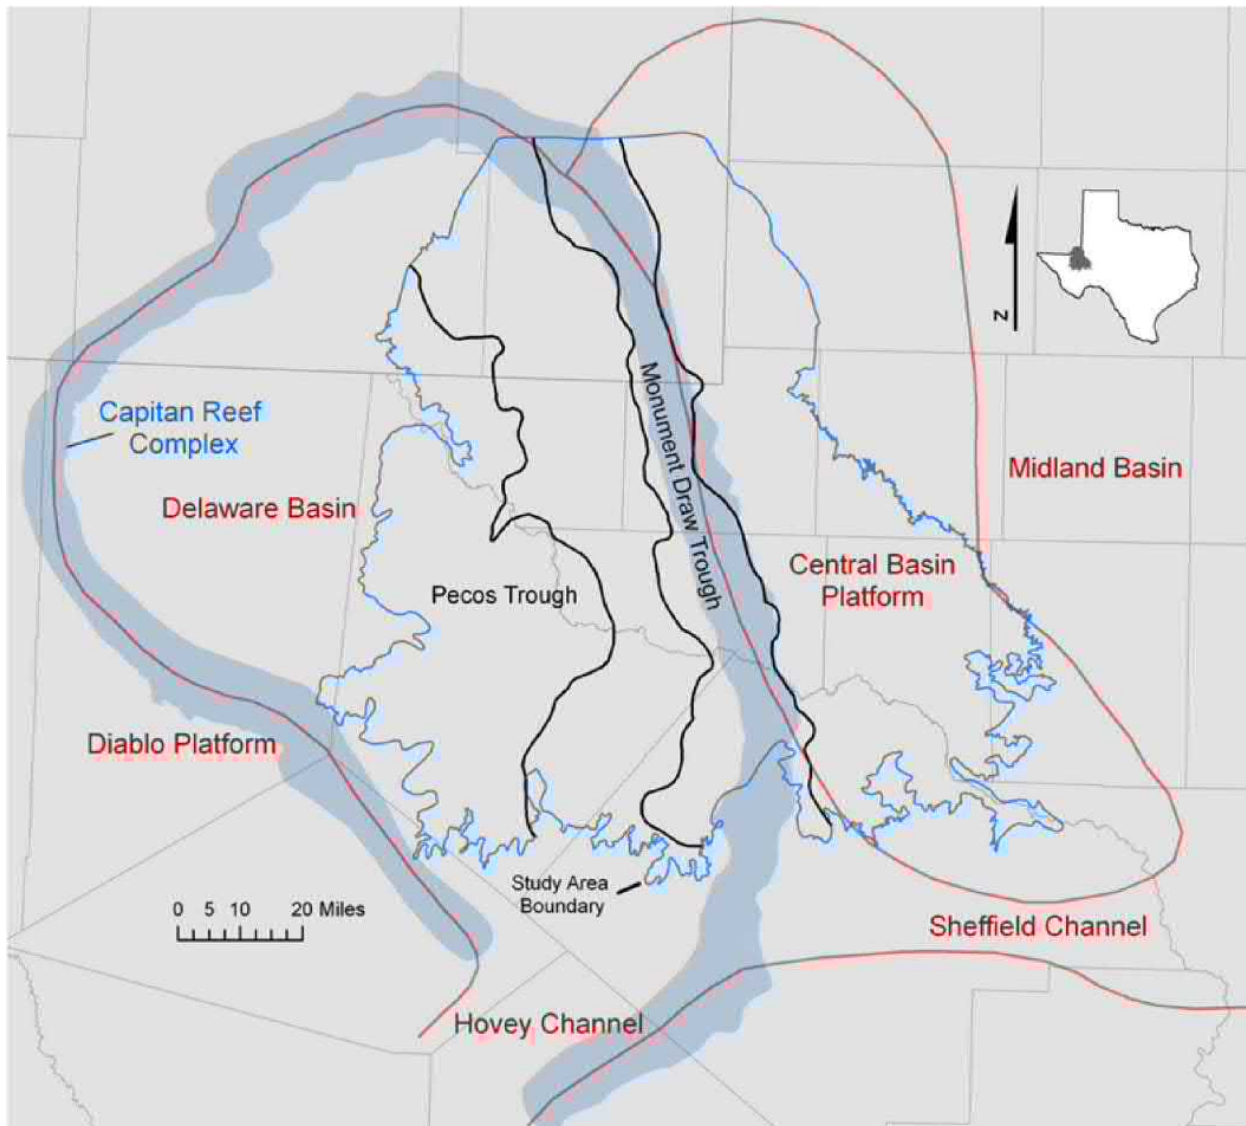 N
Capitan Reef
Complex
Monument Draw Trough
Midland Basin
Delaware Basin
Central Basin
Platform
Pecos Trough
Diablo Platform
Study Area
Boundary
0 5 10 20 Miles
Sheffield Channel
Hovey Channel